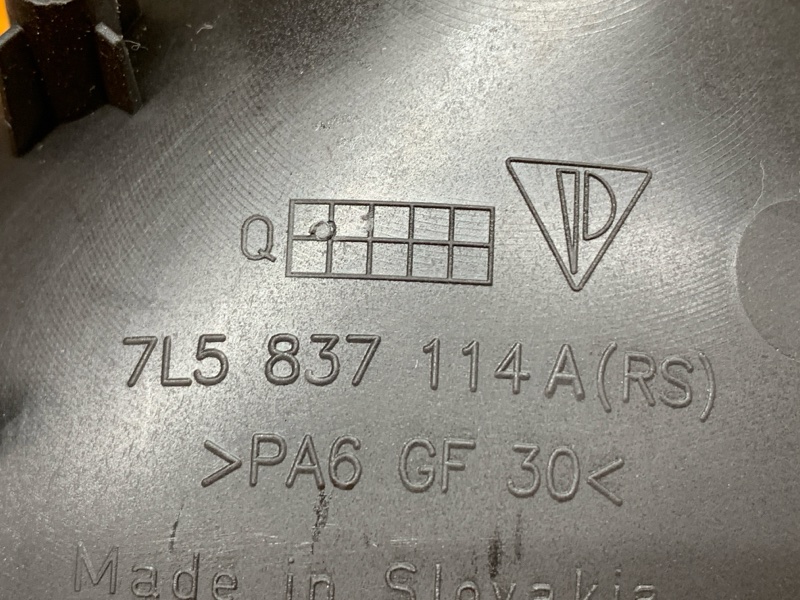 Q
7L5 837 114 A (RS)
>PA6 GF 30<
Made in Slovakia